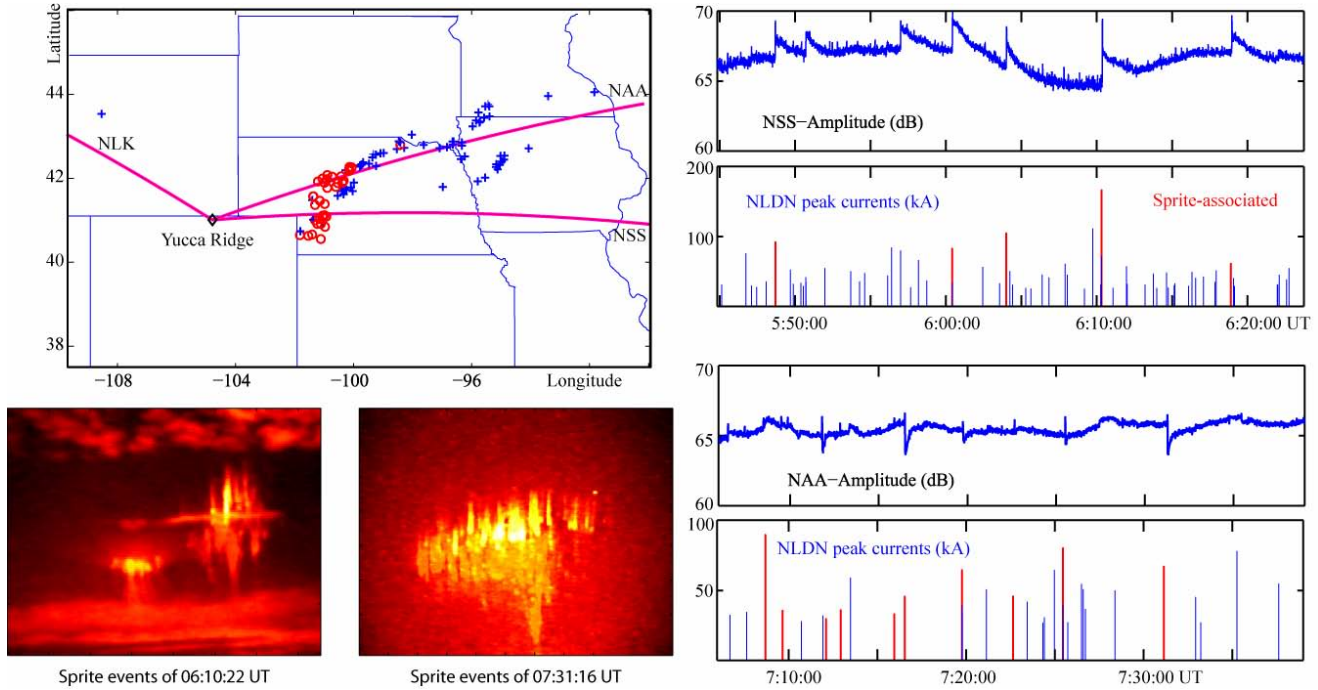 Latitude
44
42
40
38
NAA
NLK
Yucca Ridge
NSS
−108
−104
−100
−96
Longitude
Sprite events of 06:10:22 UT
Sprite events of 07:31:16 UT
70
65
60
NSS−Amplitude (dB)
200
100
NLDN peak currents (kA)
Sprite-associated
5:50:00
6:00:00
6:10:00
6:20:00 UT
70
65
60
NAA−Amplitude (dB)
100
50
NLDN peak currents (kA)
7:10:00
7:20:00
7:30:00 UT